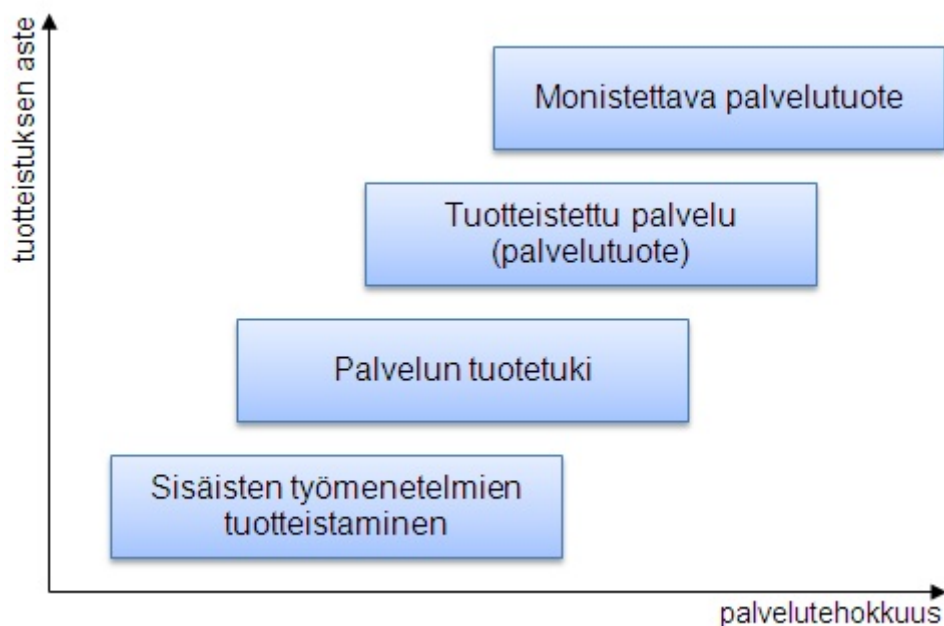 tuotteistuksen aste
Monistettava palvelutuote
Tuotteistettu palvelu
(palvelutuote)
Palvelun tuotetuki
Sisäisten työmenetelmien
tuotteistaminen
palvelutehokkuus